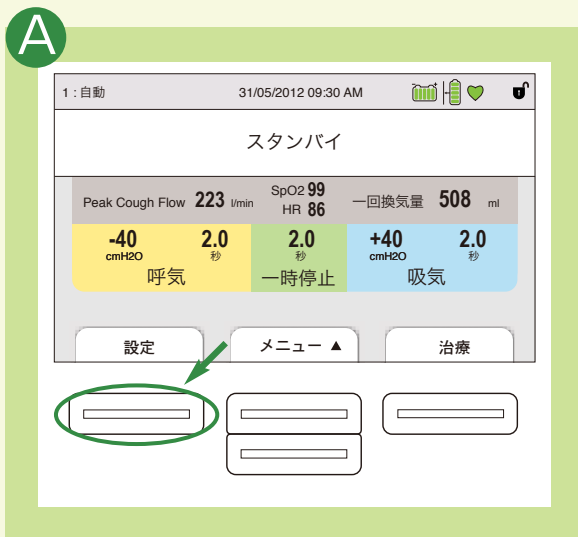 A
1 : 自動 31/05/2012 09:30 AM
スタンバイ
Peak Cough Flow 223 l/min SpO2 99 HR 86 一回換気量 508 ml
-40 cmH2O 2.0 秒 2.0 秒 +40 cmH2O 2.0 秒
呼気 一時停止 吸気
設定 メニュー ▲ 治療